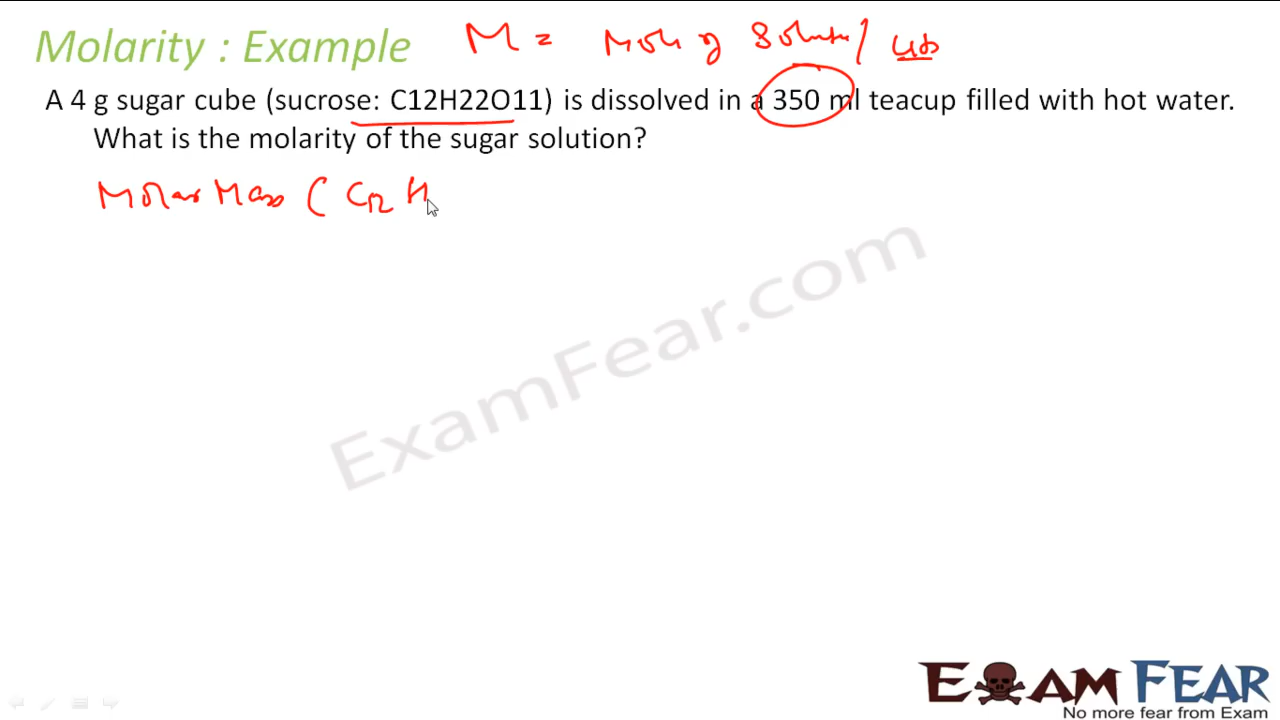 Molarity : Example M = Moles of Solute / Ltr
A 4 g sugar cube (sucrose: C12H22O11) is dissolved in a 350 ml teacup filled with hot water.
What is the molarity of the sugar solution?
Molar Mass ( C12 H
ExamFear.com
EXAM FEAR
No more fear from Exam